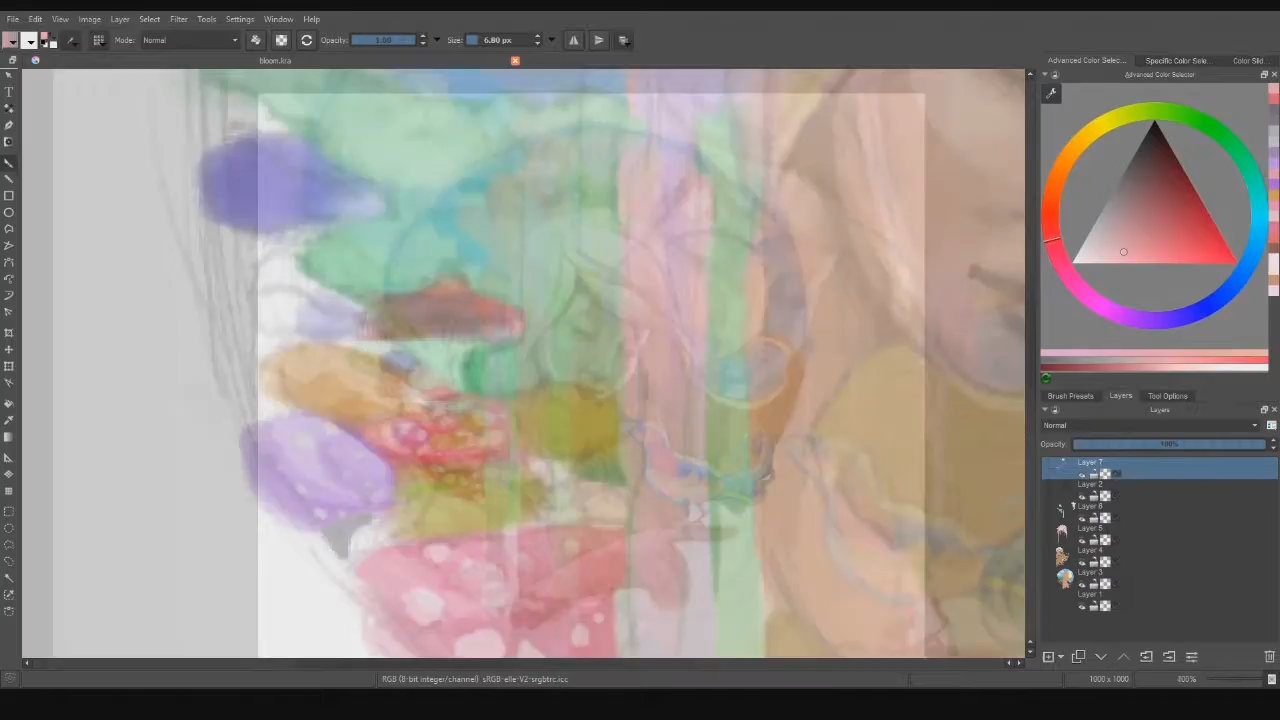 File Edit View Image Layer Select Filter Tools Settings Window Help
Mode: Normal Opacity: 1.00 Size: 6.80 px
bloom.kra
Advanced Color Selec... Specific Color Sele... Color Slid...
Advanced Color Selector
Brush Presets Layers Tool Options
Layers
Normal
Opacity: 100%
Layer 7
Layer 2
Layer 6
Layer 5
Layer 4
Layer 3
Layer 1
RGB (8-bit integer/channel) sRGB-elle-V2-srgbtrc.icc 1000 x 1000 800%